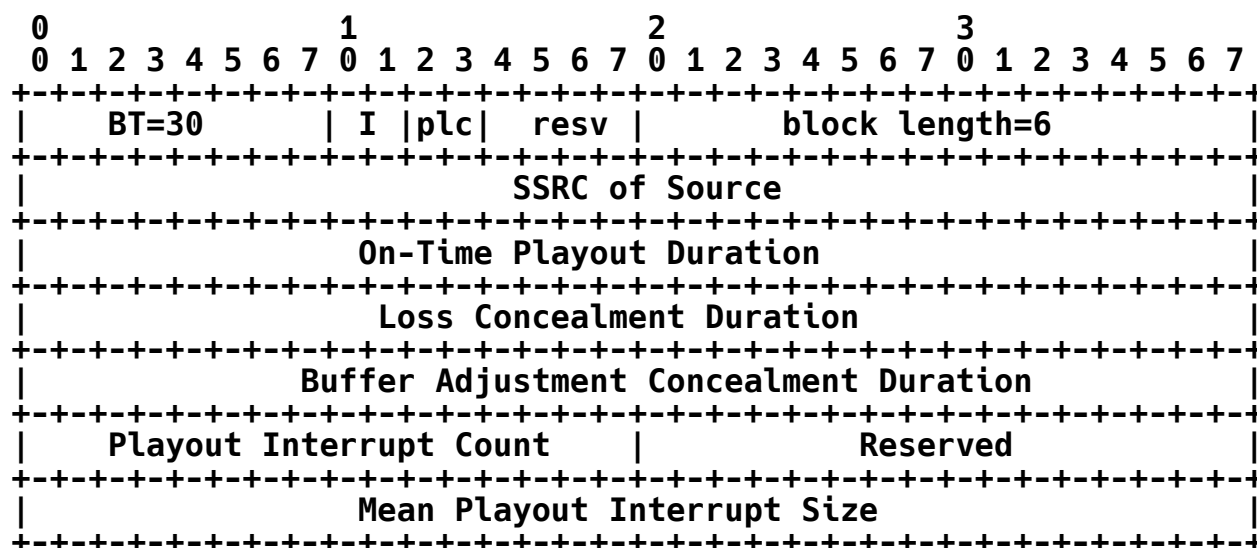 0                               1                               2                               3
0 1 2 3 4 5 6 7 0 1 2 3 4 5 6 7 0 1 2 3 4 5 6 7 0 1 2 3 4 5 6 7
+-+-+-+-+-+-+-+-+-+-+-+-+-+-+-+-+-+-+-+-+-+-+-+-+-+-+-+-+-+-+-+-+
|    BT=30      | I |plc|  resv |       block length=6          |
+-+-+-+-+-+-+-+-+-+-+-+-+-+-+-+-+-+-+-+-+-+-+-+-+-+-+-+-+-+-+-+-+
|                         SSRC of Source                        |
+-+-+-+-+-+-+-+-+-+-+-+-+-+-+-+-+-+-+-+-+-+-+-+-+-+-+-+-+-+-+-+-+
|                 On-Time Playout Duration                      |
+-+-+-+-+-+-+-+-+-+-+-+-+-+-+-+-+-+-+-+-+-+-+-+-+-+-+-+-+-+-+-+-+
|                  Loss Concealment Duration                    |
+-+-+-+-+-+-+-+-+-+-+-+-+-+-+-+-+-+-+-+-+-+-+-+-+-+-+-+-+-+-+-+-+
|              Buffer Adjustment Concealment Duration           |
+-+-+-+-+-+-+-+-+-+-+-+-+-+-+-+-+-+-+-+-+-+-+-+-+-+-+-+-+-+-+-+-+
|    Playout Interrupt Count    |           Reserved            |
+-+-+-+-+-+-+-+-+-+-+-+-+-+-+-+-+-+-+-+-+-+-+-+-+-+-+-+-+-+-+-+-+
|                 Mean Playout Interrupt Size                   |
+-+-+-+-+-+-+-+-+-+-+-+-+-+-+-+-+-+-+-+-+-+-+-+-+-+-+-+-+-+-+-+-+